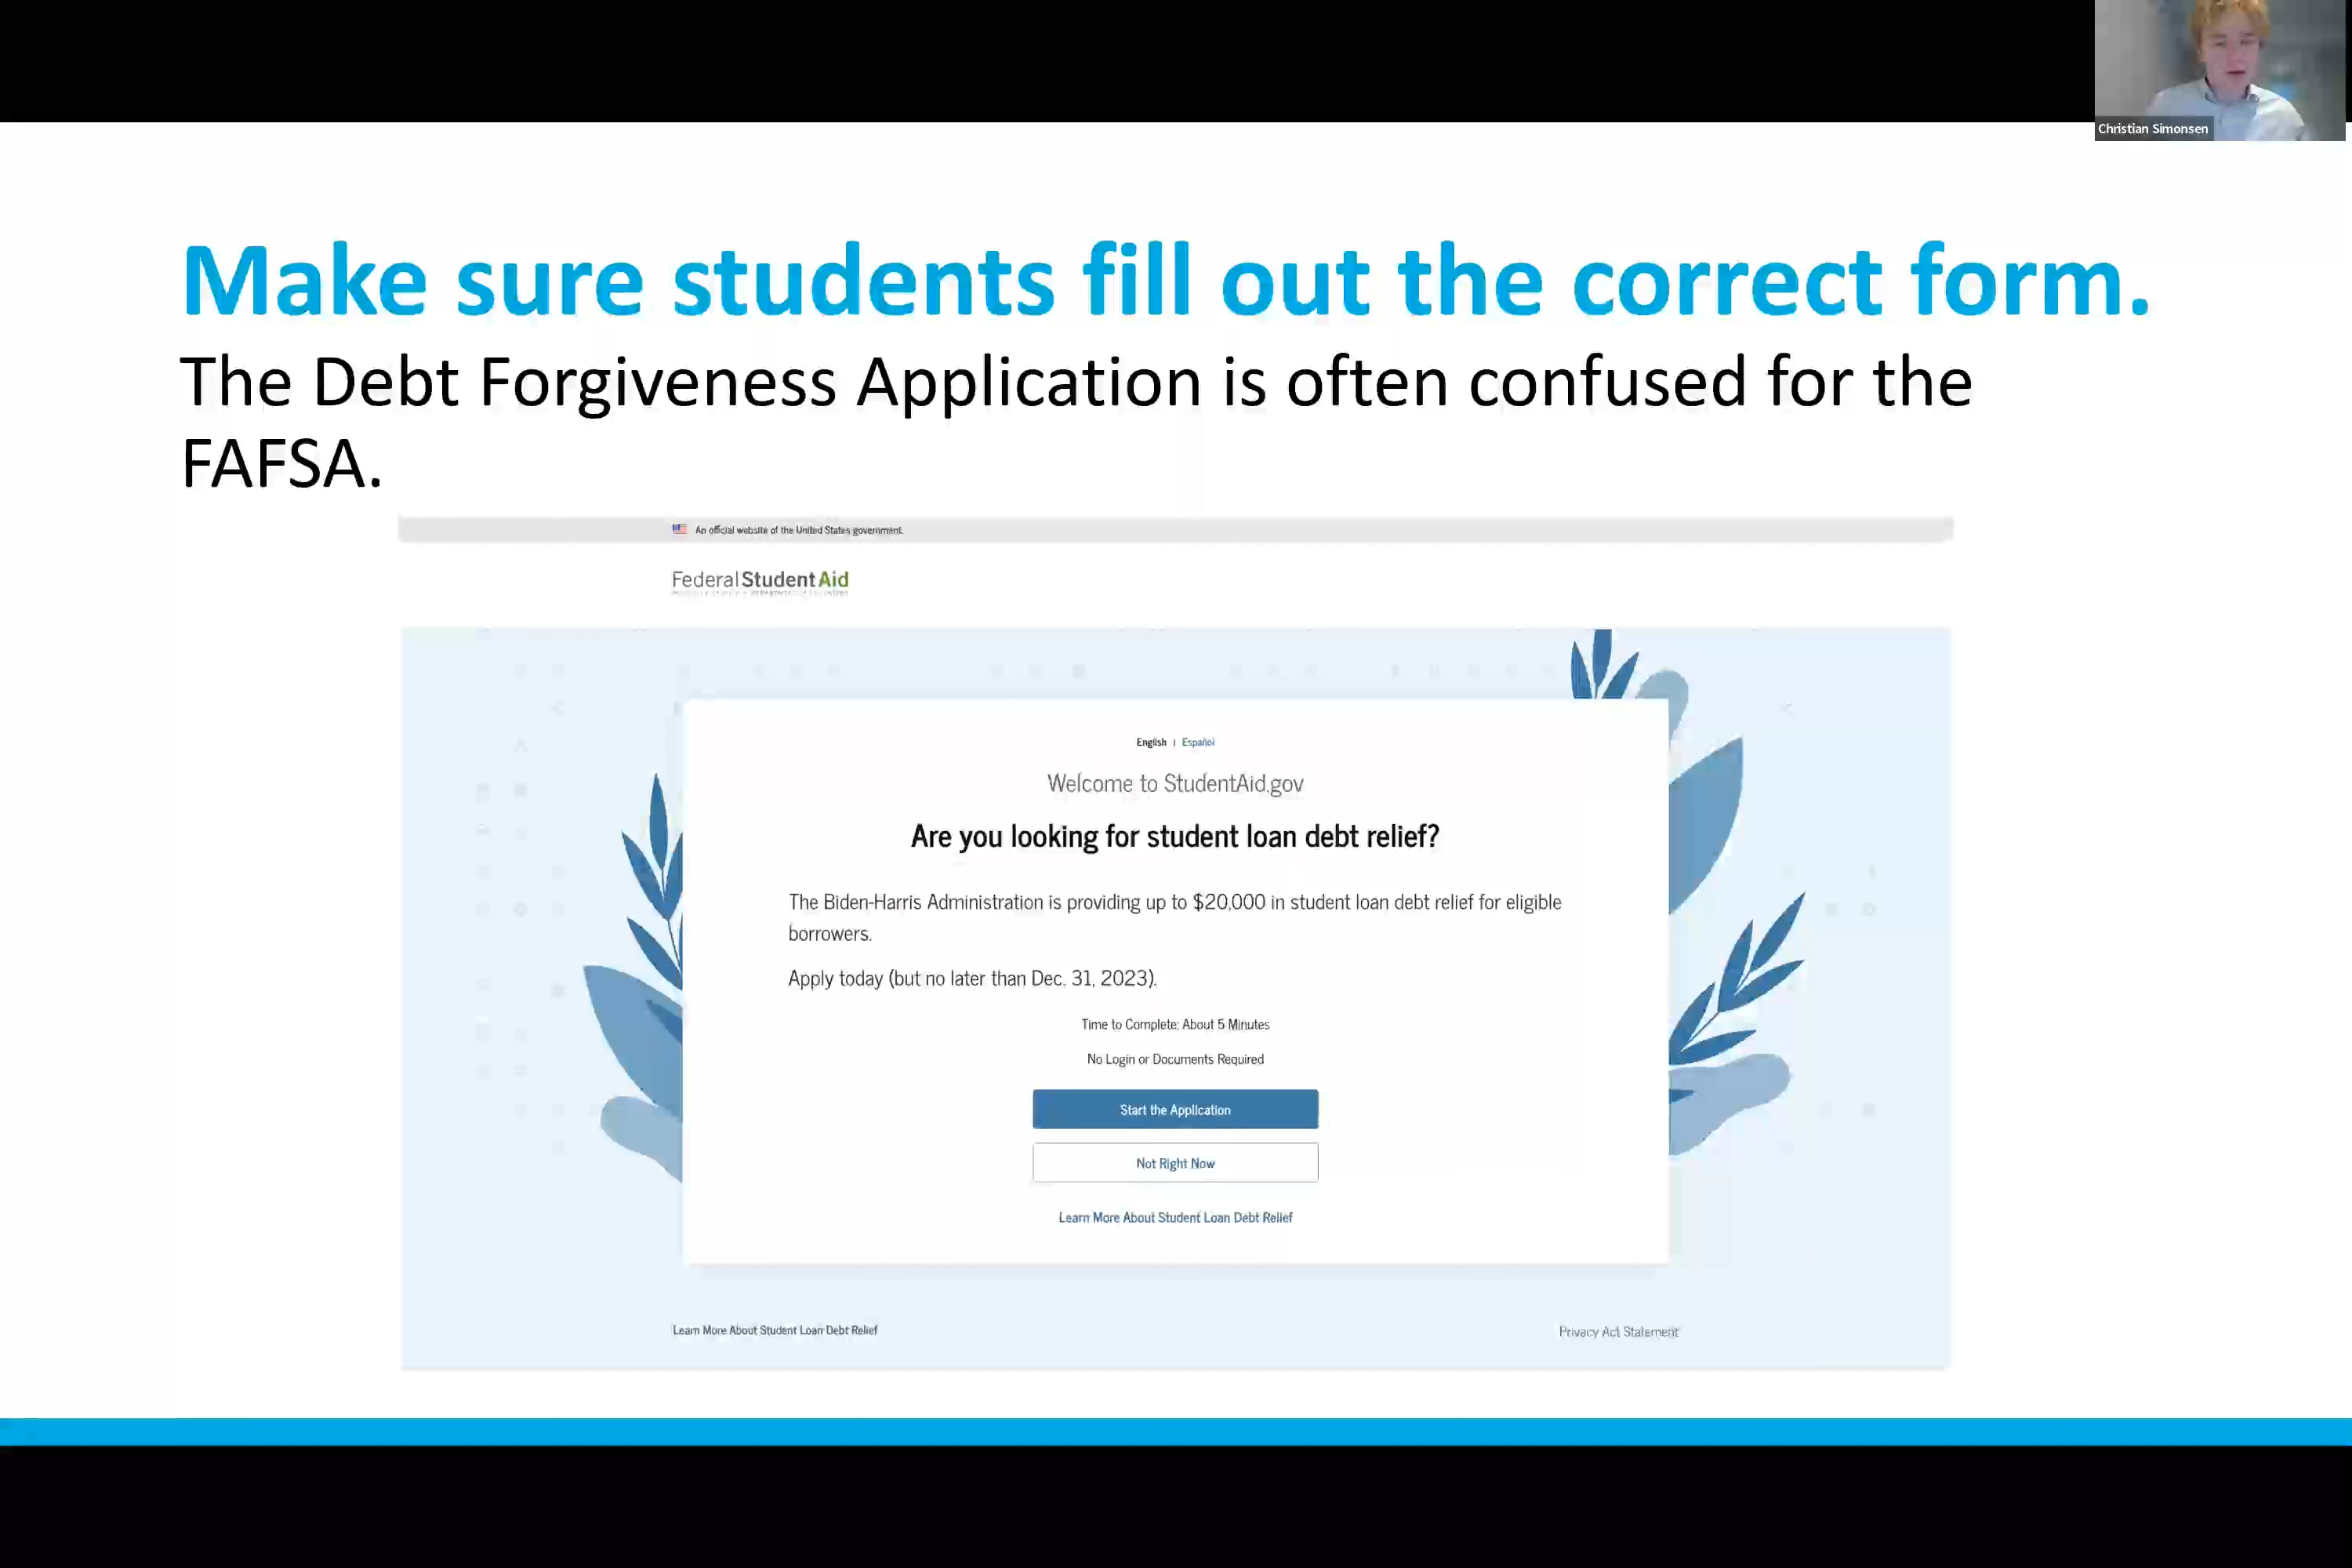 Christian Simonsen
Make sure students fill out the correct form.
The Debt Forgiveness Application is often confused for the
FAFSA.
An official website of the United States government.
Federal Student Aid
English | Español
Welcome to StudentAid.gov
Are you looking for student loan debt relief?
The Biden-Harris Administration is providing up to $20,000 in student loan debt relief for eligible
borrowers.
Apply today (but no later than Dec. 31, 2023).
Time to Complete: About 5 Minutes
No Login or Documents Required
Start the Application
Not Right Now
Learn More About Student Loan Debt Relief
Learn More About Student Loan Debt Relief
Privacy Act Statement